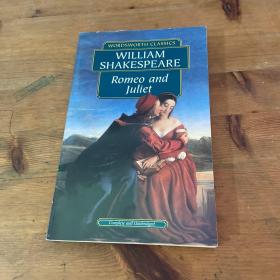 WORDSWORTH CLASSICS
WILLIAM
SHAKESPEARE
Romeo and
Juliet
Complete and Unabridged